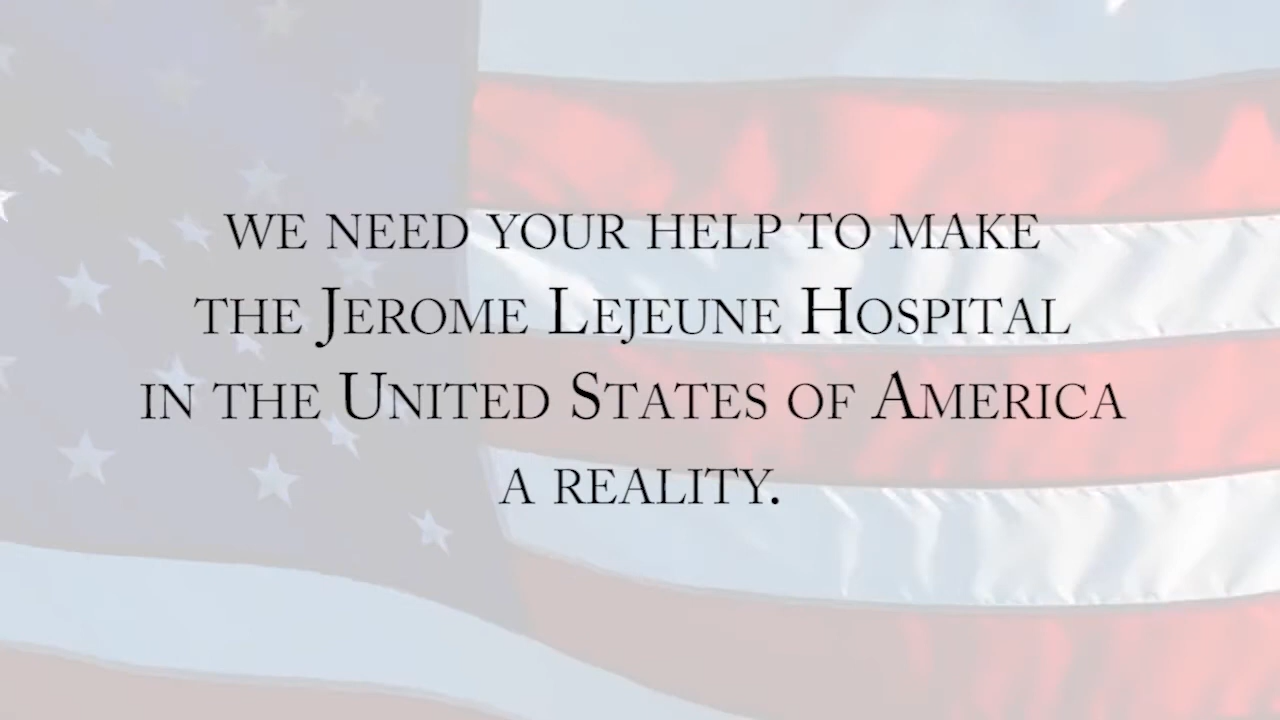 WE NEED YOUR HELP TO MAKE
THE JEROME LEJEUNE HOSPITAL
IN THE UNITED STATES OF AMERICA
A REALITY.